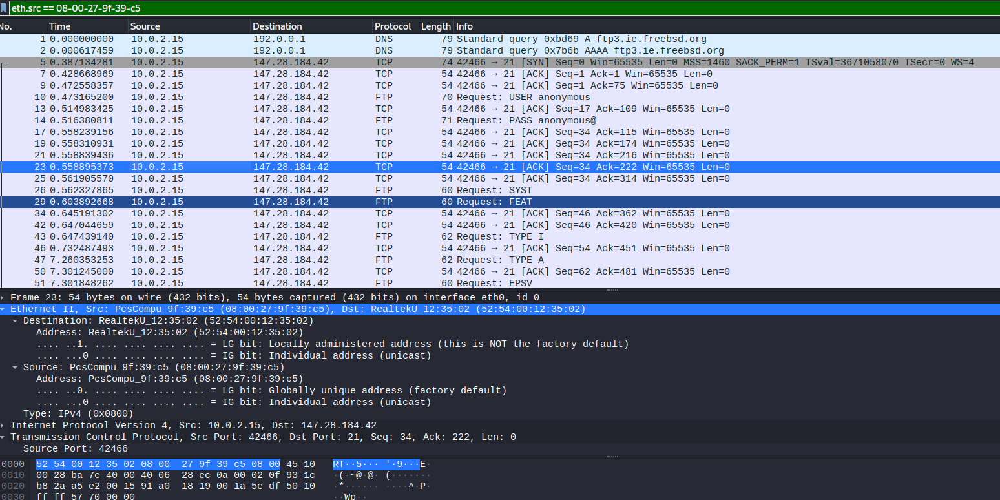 eth.src == 08-00-27-9f-39-c5
No. Time Source Destination Protocol Length Info
1 0.000000000 10.0.2.15 192.0.0.1 DNS 79 Standard query 0xbd69 A ftp3.ie.freebsd.org
2 0.000617459 10.0.2.15 192.0.0.1 DNS 79 Standard query 0x7b6b AAAA ftp3.ie.freebsd.org
5 0.387134281 10.0.2.15 147.28.184.42 TCP 74 42466 → 21 [SYN] Seq=0 Win=65535 Len=0 MSS=1460 SACK_PERM=1 TSval=3671058070 TSecr=0 WS=4
7 0.428668969 10.0.2.15 147.28.184.42 TCP 54 42466 → 21 [ACK] Seq=1 Ack=1 Win=65535 Len=0
9 0.472558357 10.0.2.15 147.28.184.42 TCP 54 42466 → 21 [ACK] Seq=1 Ack=75 Win=65535 Len=0
10 0.473165200 10.0.2.15 147.28.184.42 FTP 70 Request: USER anonymous
13 0.514983425 10.0.2.15 147.28.184.42 TCP 54 42466 → 21 [ACK] Seq=17 Ack=109 Win=65535 Len=0
14 0.516380811 10.0.2.15 147.28.184.42 FTP 71 Request: PASS anonymous@
17 0.558239156 10.0.2.15 147.28.184.42 TCP 54 42466 → 21 [ACK] Seq=34 Ack=115 Win=65535 Len=0
19 0.558310931 10.0.2.15 147.28.184.42 TCP 54 42466 → 21 [ACK] Seq=34 Ack=174 Win=65535 Len=0
21 0.558839436 10.0.2.15 147.28.184.42 TCP 54 42466 → 21 [ACK] Seq=34 Ack=216 Win=65535 Len=0
23 0.558895373 10.0.2.15 147.28.184.42 TCP 54 42466 → 21 [ACK] Seq=34 Ack=222 Win=65535 Len=0
25 0.561905570 10.0.2.15 147.28.184.42 TCP 54 42466 → 21 [ACK] Seq=34 Ack=314 Win=65535 Len=0
26 0.562327865 10.0.2.15 147.28.184.42 FTP 60 Request: SYST
29 0.603892668 10.0.2.15 147.28.184.42 FTP 60 Request: FEAT
34 0.645191302 10.0.2.15 147.28.184.42 TCP 54 42466 → 21 [ACK] Seq=46 Ack=362 Win=65535 Len=0
42 0.647044659 10.0.2.15 147.28.184.42 TCP 54 42466 → 21 [ACK] Seq=46 Ack=420 Win=65535 Len=0
43 0.647439140 10.0.2.15 147.28.184.42 FTP 62 Request: TYPE I
46 0.732487493 10.0.2.15 147.28.184.42 TCP 54 42466 → 21 [ACK] Seq=54 Ack=451 Win=65535 Len=0
47 7.260353253 10.0.2.15 147.28.184.42 FTP 62 Request: TYPE A
50 7.301245000 10.0.2.15 147.28.184.42 TCP 54 42466 → 21 [ACK] Seq=62 Ack=481 Win=65535 Len=0
51 7.301848262 10.0.2.15 147.28.184.42 FTP 60 Request: EPSV
Frame 23: 54 bytes on wire (432 bits), 54 bytes captured (432 bits) on interface eth0, id 0
Ethernet II, Src: PcsCompu_9f:39:c5 (08:00:27:9f:39:c5), Dst: RealtekU_12:35:02 (52:54:00:12:35:02)
Destination: RealtekU_12:35:02 (52:54:00:12:35:02)
Address: RealtekU_12:35:02 (52:54:00:12:35:02)
.... ..1. .... .... .... .... = LG bit: Locally administered address (this is NOT the factory default)
.... ...0 .... .... .... .... = IG bit: Individual address (unicast)
Source: PcsCompu_9f:39:c5 (08:00:27:9f:39:c5)
Address: PcsCompu_9f:39:c5 (08:00:27:9f:39:c5)
.... ..0. .... .... .... .... = LG bit: Globally unique address (factory default)
.... ...0 .... .... .... .... = IG bit: Individual address (unicast)
Type: IPv4 (0x0800)
Internet Protocol Version 4, Src: 10.0.2.15, Dst: 147.28.184.42
Transmission Control Protocol, Src Port: 42466, Dst Port: 21, Seq: 34, Ack: 222, Len: 0
Source Port: 42466
0000 52 54 00 12 35 02 08 00 27 9f 39 c5 08 00 45 10 RT··5··· '·9···E·
0010 00 28 ba 7e 40 00 40 06 28 ec 0a 00 02 0f 93 1c ·(·~@·@· (·······
0020 b8 2a a5 e2 00 15 91 a0 18 19 00 1a 5e df 50 10 ·*······ ····^·P·
0030 ff ff 57 70 00 00 ··Wp··